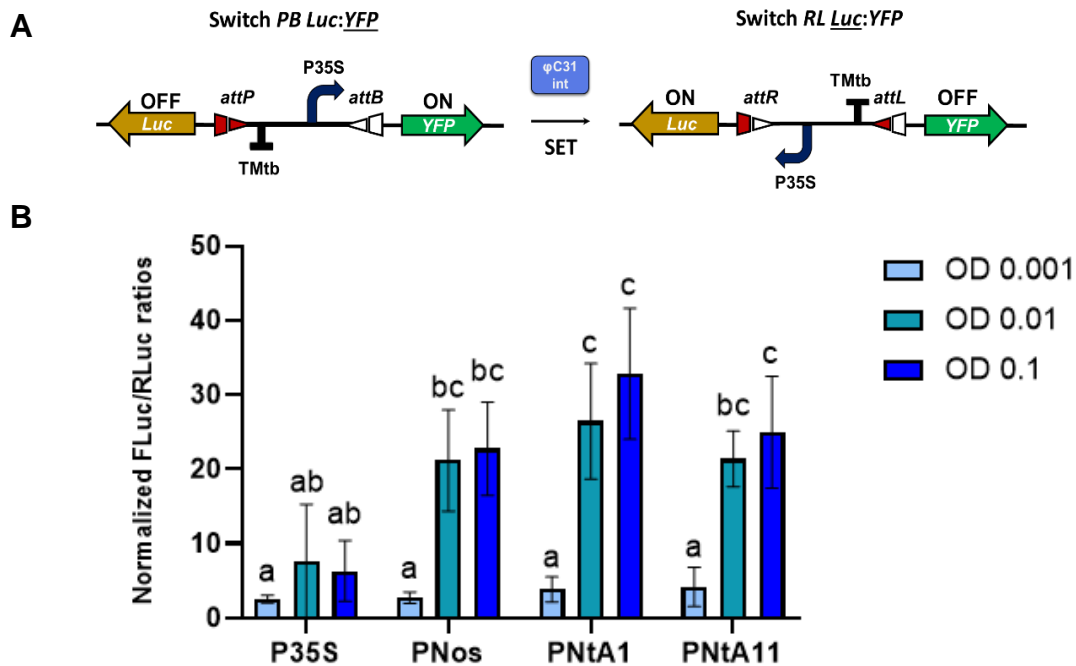 A
Switch PB Luc:YFP
Switch RL Luc:YFP
P35S
φC31
int
TMtb
OFF
attP
attB
ON
ON
attR
attL
OFF
Luc
YFP
Luc
YFP
TMtb
SET
P35S
B
Normalized FLuc/RLuc ratios
50
40
30
20
10
0
a
ab
ab
a
bc
bc
a
c
c
a
bc
c
P35S
PNos
PNtA1
PNtA11
OD 0.001
OD 0.01
OD 0.1